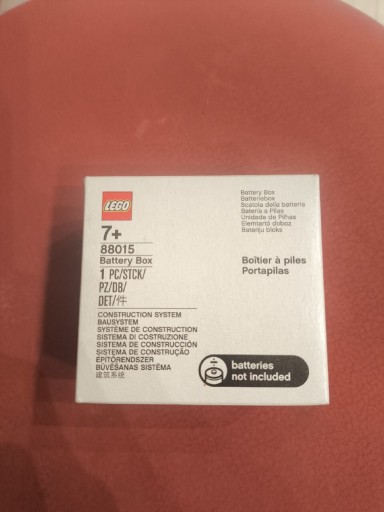 LEGO
7+
88015
Battery Box
1 PC/STCK/
PZ/DB/
DET/件
CONSTRUCTION SYSTEM
BAUSYSTEM
SYSTÈME DE CONSTRUCTION
SISTEMA DI COSTRUZIONE
SISTEMA DE CONSTRUCCIÓN
SISTEMA DE CONSTRUÇÃO
ÉPÍTŐRENDSZER
BŪVĒŠANAS SISTĒMA
建筑系统
Battery Box
Batteriebox
Scatola della batteria
Batería a Pilas
Unidade de Pilhas
Elemtartó doboz
Bateriju bloks
Boîtier à piles
Portapilas
batteries
not included